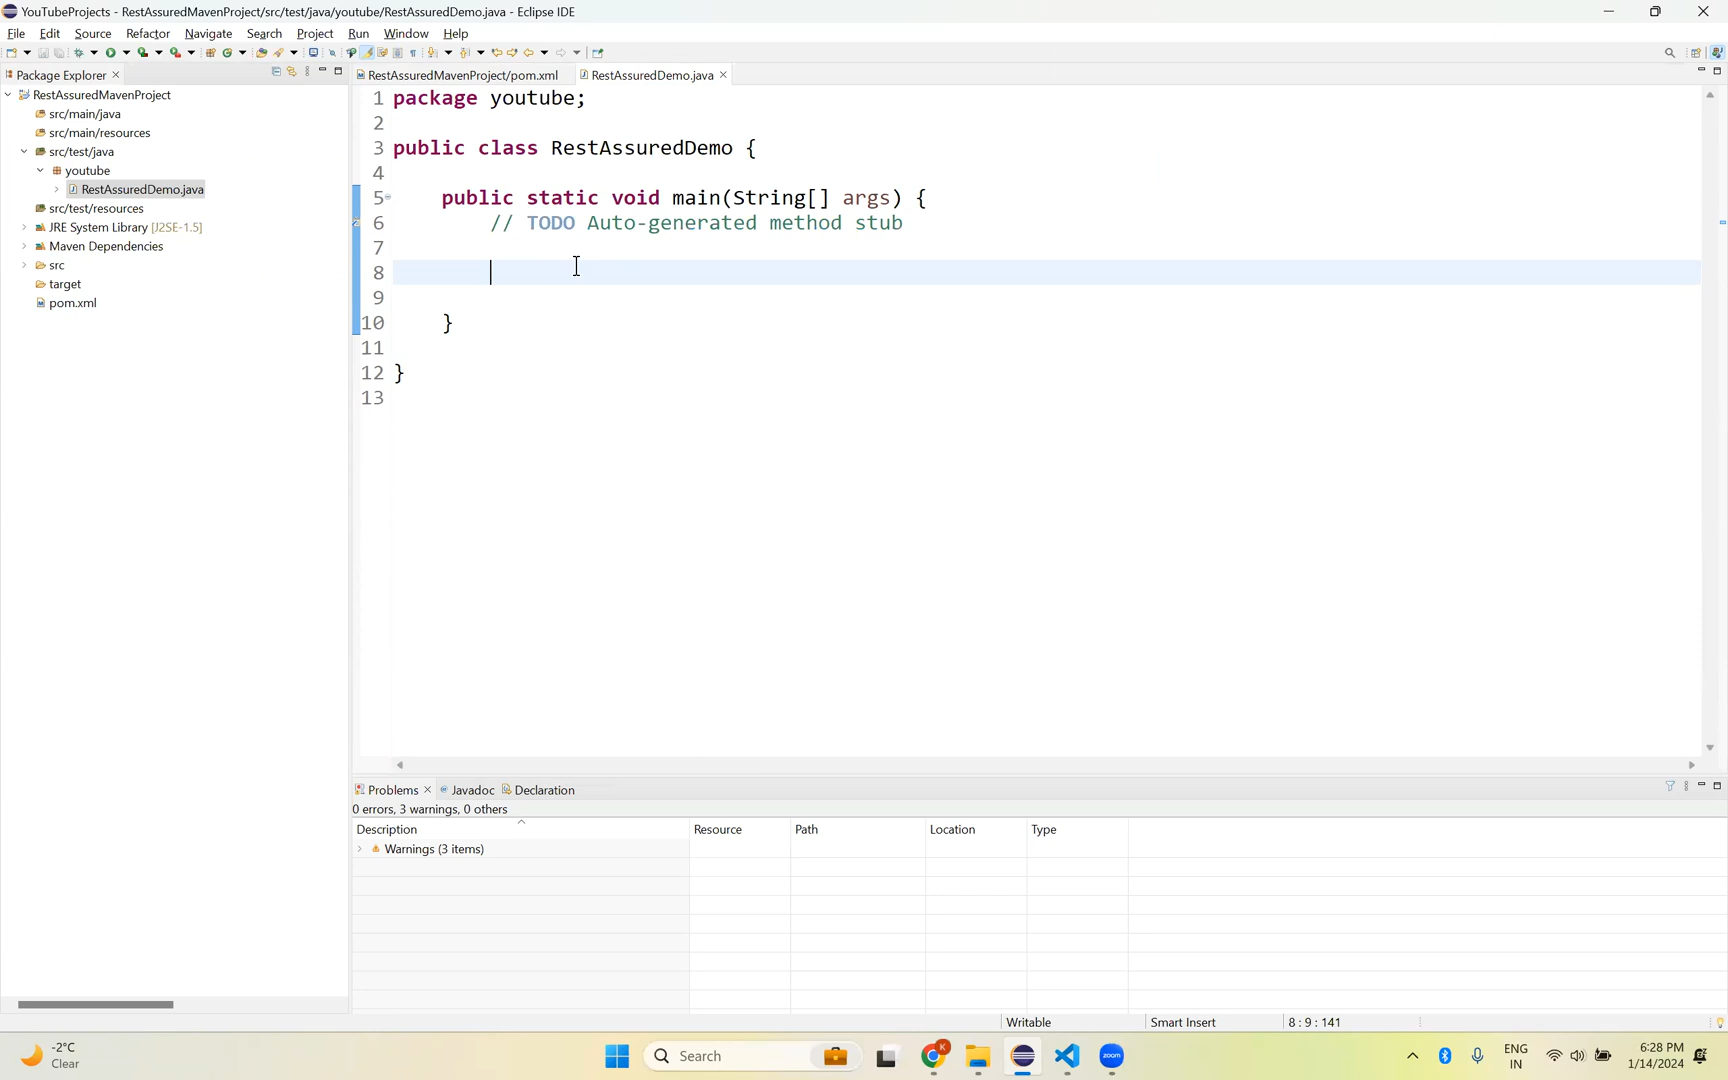 YouTubeProjects - RestAssuredMavenProject/src/test/java/youtube/RestAssuredDemo.java - Eclipse IDE
File Edit Source Refactor Navigate Search Project Run Window Help
Package Explorer
RestAssuredMavenProject
src/main/java
src/main/resources
src/test/java
youtube
RestAssuredDemo.java
src/test/resources
JRE System Library [J2SE-1.5]
Maven Dependencies
src
target
pom.xml
RestAssuredMavenProject/pom.xml RestAssuredDemo.java
1 package youtube;
2
3 public class RestAssuredDemo {
4
5 public static void main(String[] args) {
6 // TODO Auto-generated method stub
7
8
9
10 }
11
12 }
13
Problems Javadoc Declaration
0 errors, 3 warnings, 0 others
Description Resource Path Location Type
Warnings (3 items)
Writable Smart Insert 8 : 9 : 141
-2°C
Clear
Search
K
zoom
ENG
IN
6:28 PM
1/14/2024